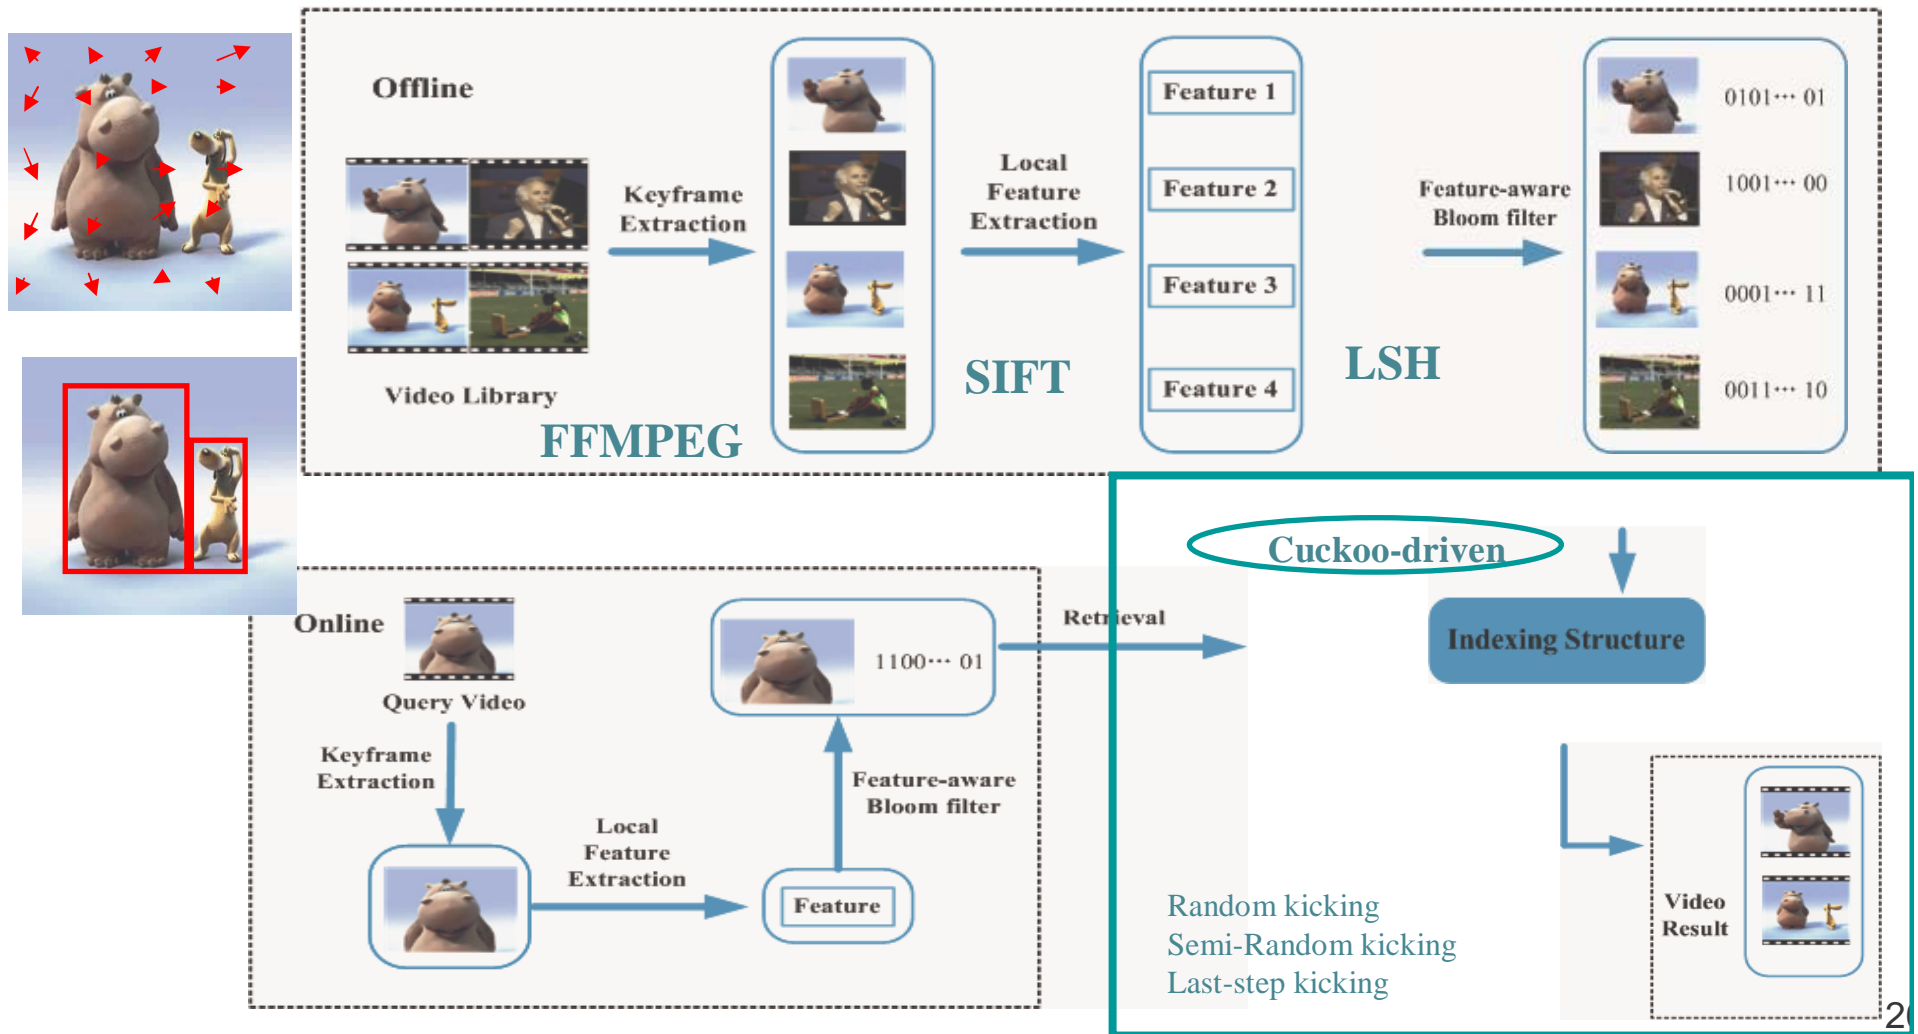 Offline
Video Library
Keyframe
Extraction
FFMPEG
Local
Feature
Extraction
SIFT
Feature 1
Feature 2
Feature 3
Feature 4
LSH
Feature-aware
Bloom filter
0101··· 01
1001··· 00
0001··· 11
0011··· 10
Online
Query Video
Keyframe
Extraction
Local
Feature
Extraction
Feature
Feature-aware
Bloom filter
1100··· 01
Retrieval
Cuckoo-driven
Indexing Structure
Random kicking
Semi-Random kicking
Last-step kicking
Video
Result